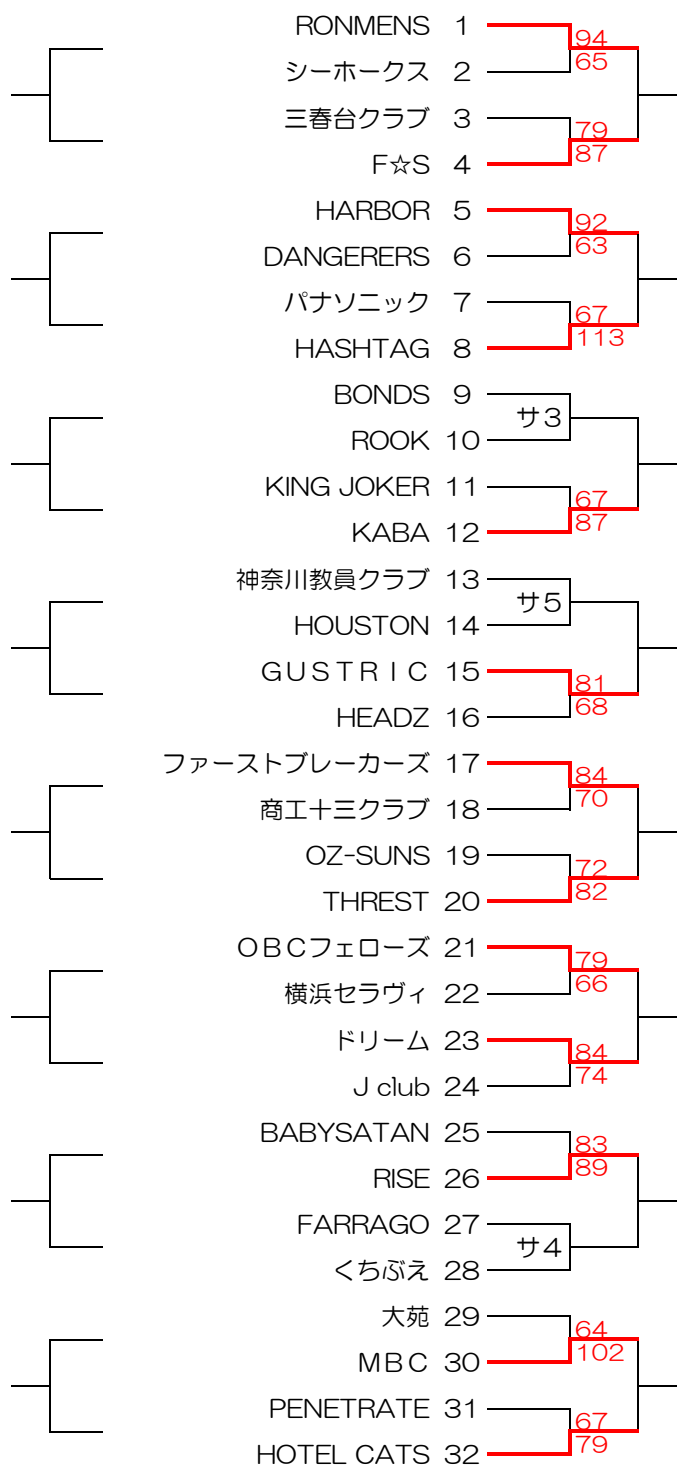 RONMENS 1
94
65
シーホークス 2
三春台クラブ 3
79
87
F☆S 4
HARBOR 5
92
63
DANGERERS 6
パナソニック 7
67
113
HASHTAG 8
BONDS 9
サ3
ROOK 10
KING JOKER 11
67
87
KABA 12
神奈川教員クラブ 13
サ5
HOUSTON 14
ＧＵＳＴＲＩＣ 15
81
68
HEADZ 16
ファーストブレーカーズ 17
84
70
商工十三クラブ 18
OZ-SUNS 19
72
82
THREST 20
ＯＢＣフェローズ 21
79
66
横浜セラヴィ 22
ドリーム 23
84
74
J club 24
BABYSATAN 25
83
89
RISE 26
FARRAGO 27
サ4
くちぶえ 28
大苑 29
64
102
ＭＢＣ 30
PENETRATE 31
67
79
HOTEL CATS 32